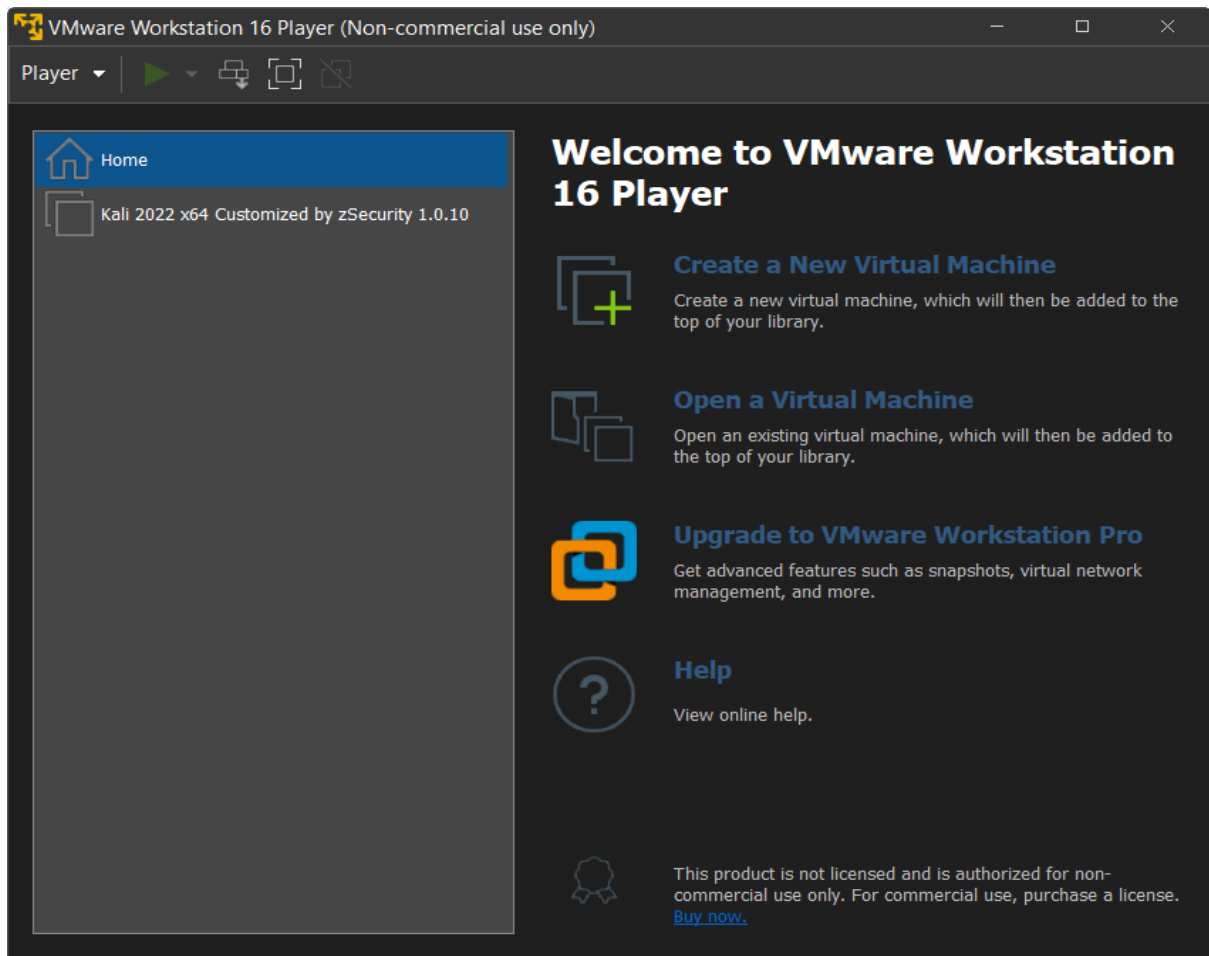 VMware Workstation 16 Player (Non-commercial use only)
Player
Home
Kali 2022 x64 Customized by zSecurity 1.0.10
Welcome to VMware Workstation
16 Player
Create a New Virtual Machine
Create a new virtual machine, which will then be added to the
top of your library.
Open a Virtual Machine
Open an existing virtual machine, which will then be added to
the top of your library.
Upgrade to VMware Workstation Pro
Get advanced features such as snapshots, virtual network
management, and more.
?
Help
View online help.
This product is not licensed and is authorized for non-
commercial use only. For commercial use, purchase a license.
Buy now.